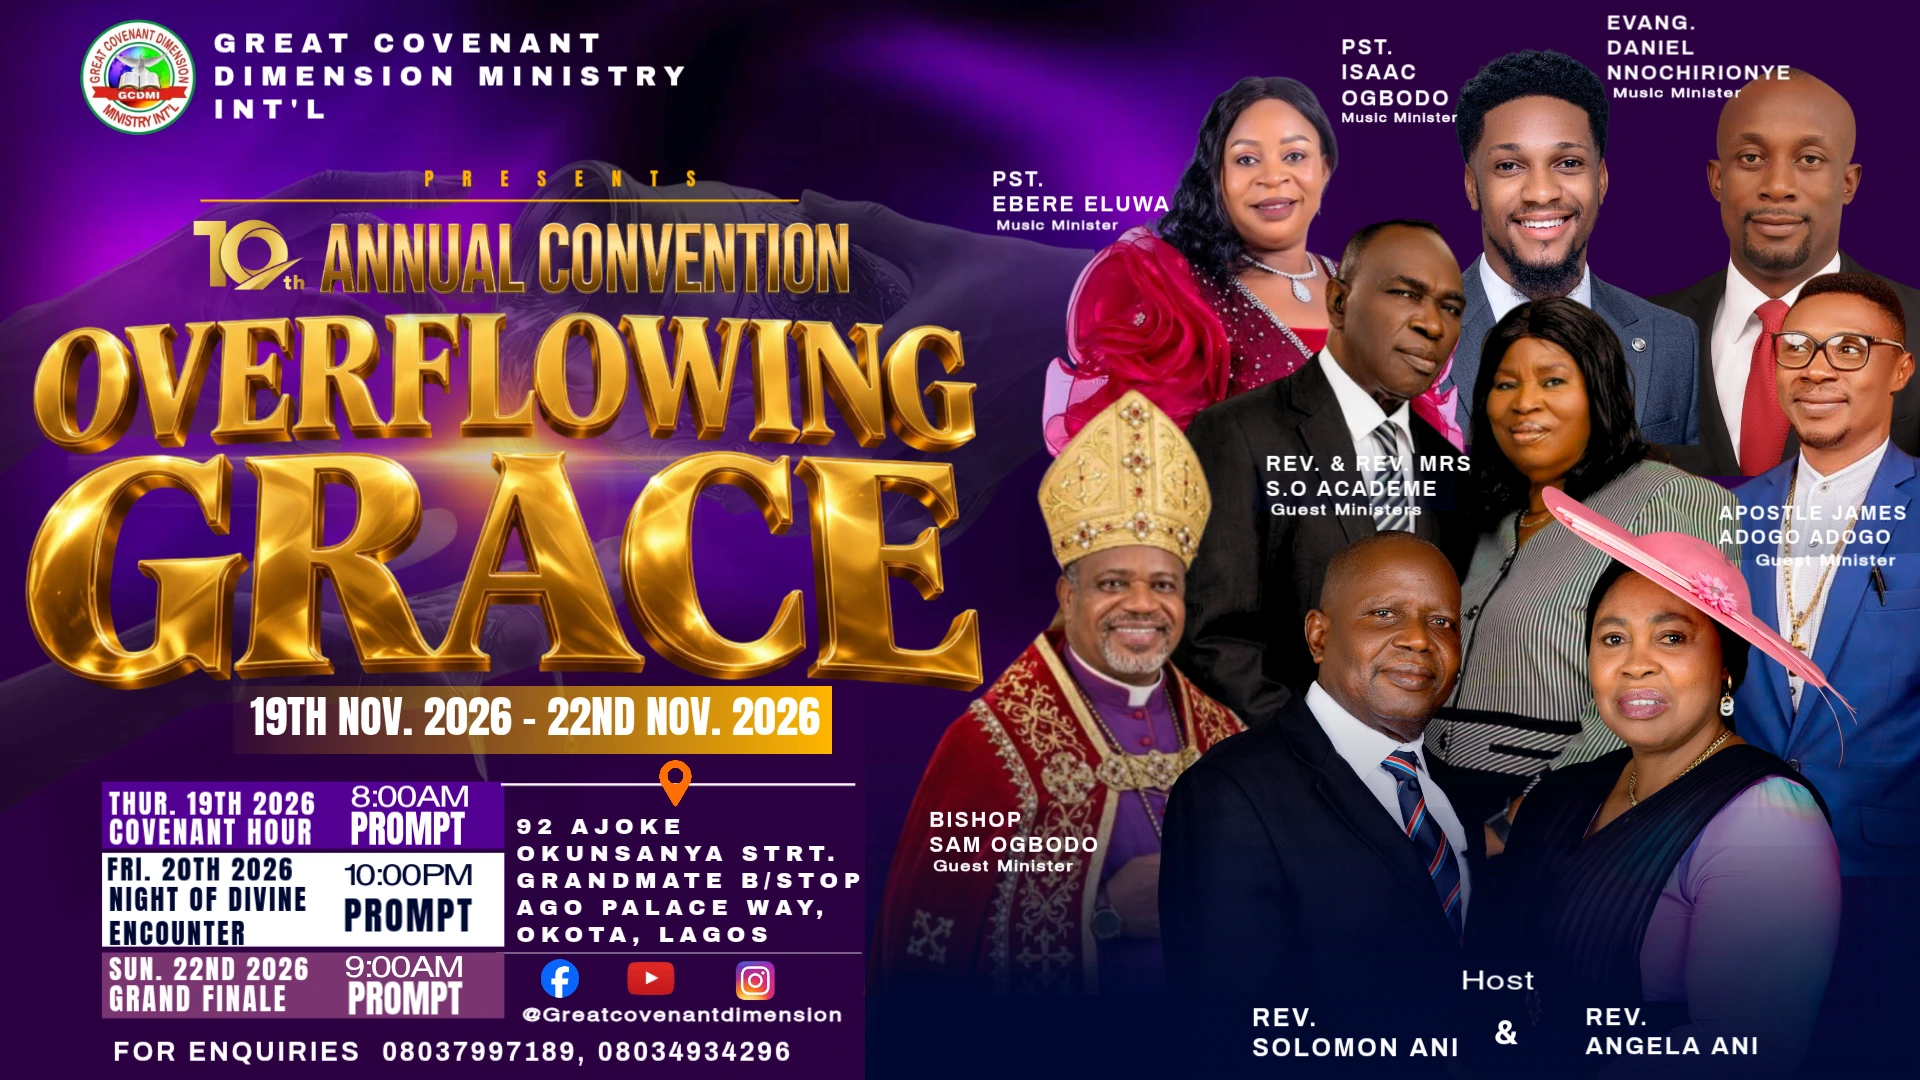 GREAT COVENANT DIMENSION
GCDMI
MINISTRY INT'L
GREAT COVENANT
DIMENSION MINISTRY
INT'L
PRESENTS
10th ANNUAL CONVENTION
OVERFLOWING
GRACE
19TH NOV. 2026 - 22ND NOV. 2026
THUR. 19TH 2026
COVENANT HOUR
8:00AM
PROMPT
FRI. 20TH 2026
NIGHT OF DIVINE
ENCOUNTER
10:00PM
PROMPT
SUN. 22ND 2026
GRAND FINALE
9:00AM
PROMPT
92 AJOKE
OKUNSANYA STRT.
GRANDMATE B/STOP
AGO PALACE WAY,
OKOTA, LAGOS
@Greatcovenantdimension
FOR ENQUIRIES 08037997189, 08034934296
PST.
EBERE ELUWA
Music Minister
PST.
ISAAC
OGBODO
Music Minister
EVANG.
DANIEL
NNOCHIRIONYE
Music Minister
REV. & REV. MRS
S.O ACADEME
Guest Ministers
APOSTLE JAMES
ADOGO ADOGO
Guest Minister
BISHOP
SAM OGBODO
Guest Minister
Host
REV.
SOLOMON ANI
&
REV.
ANGELA ANI